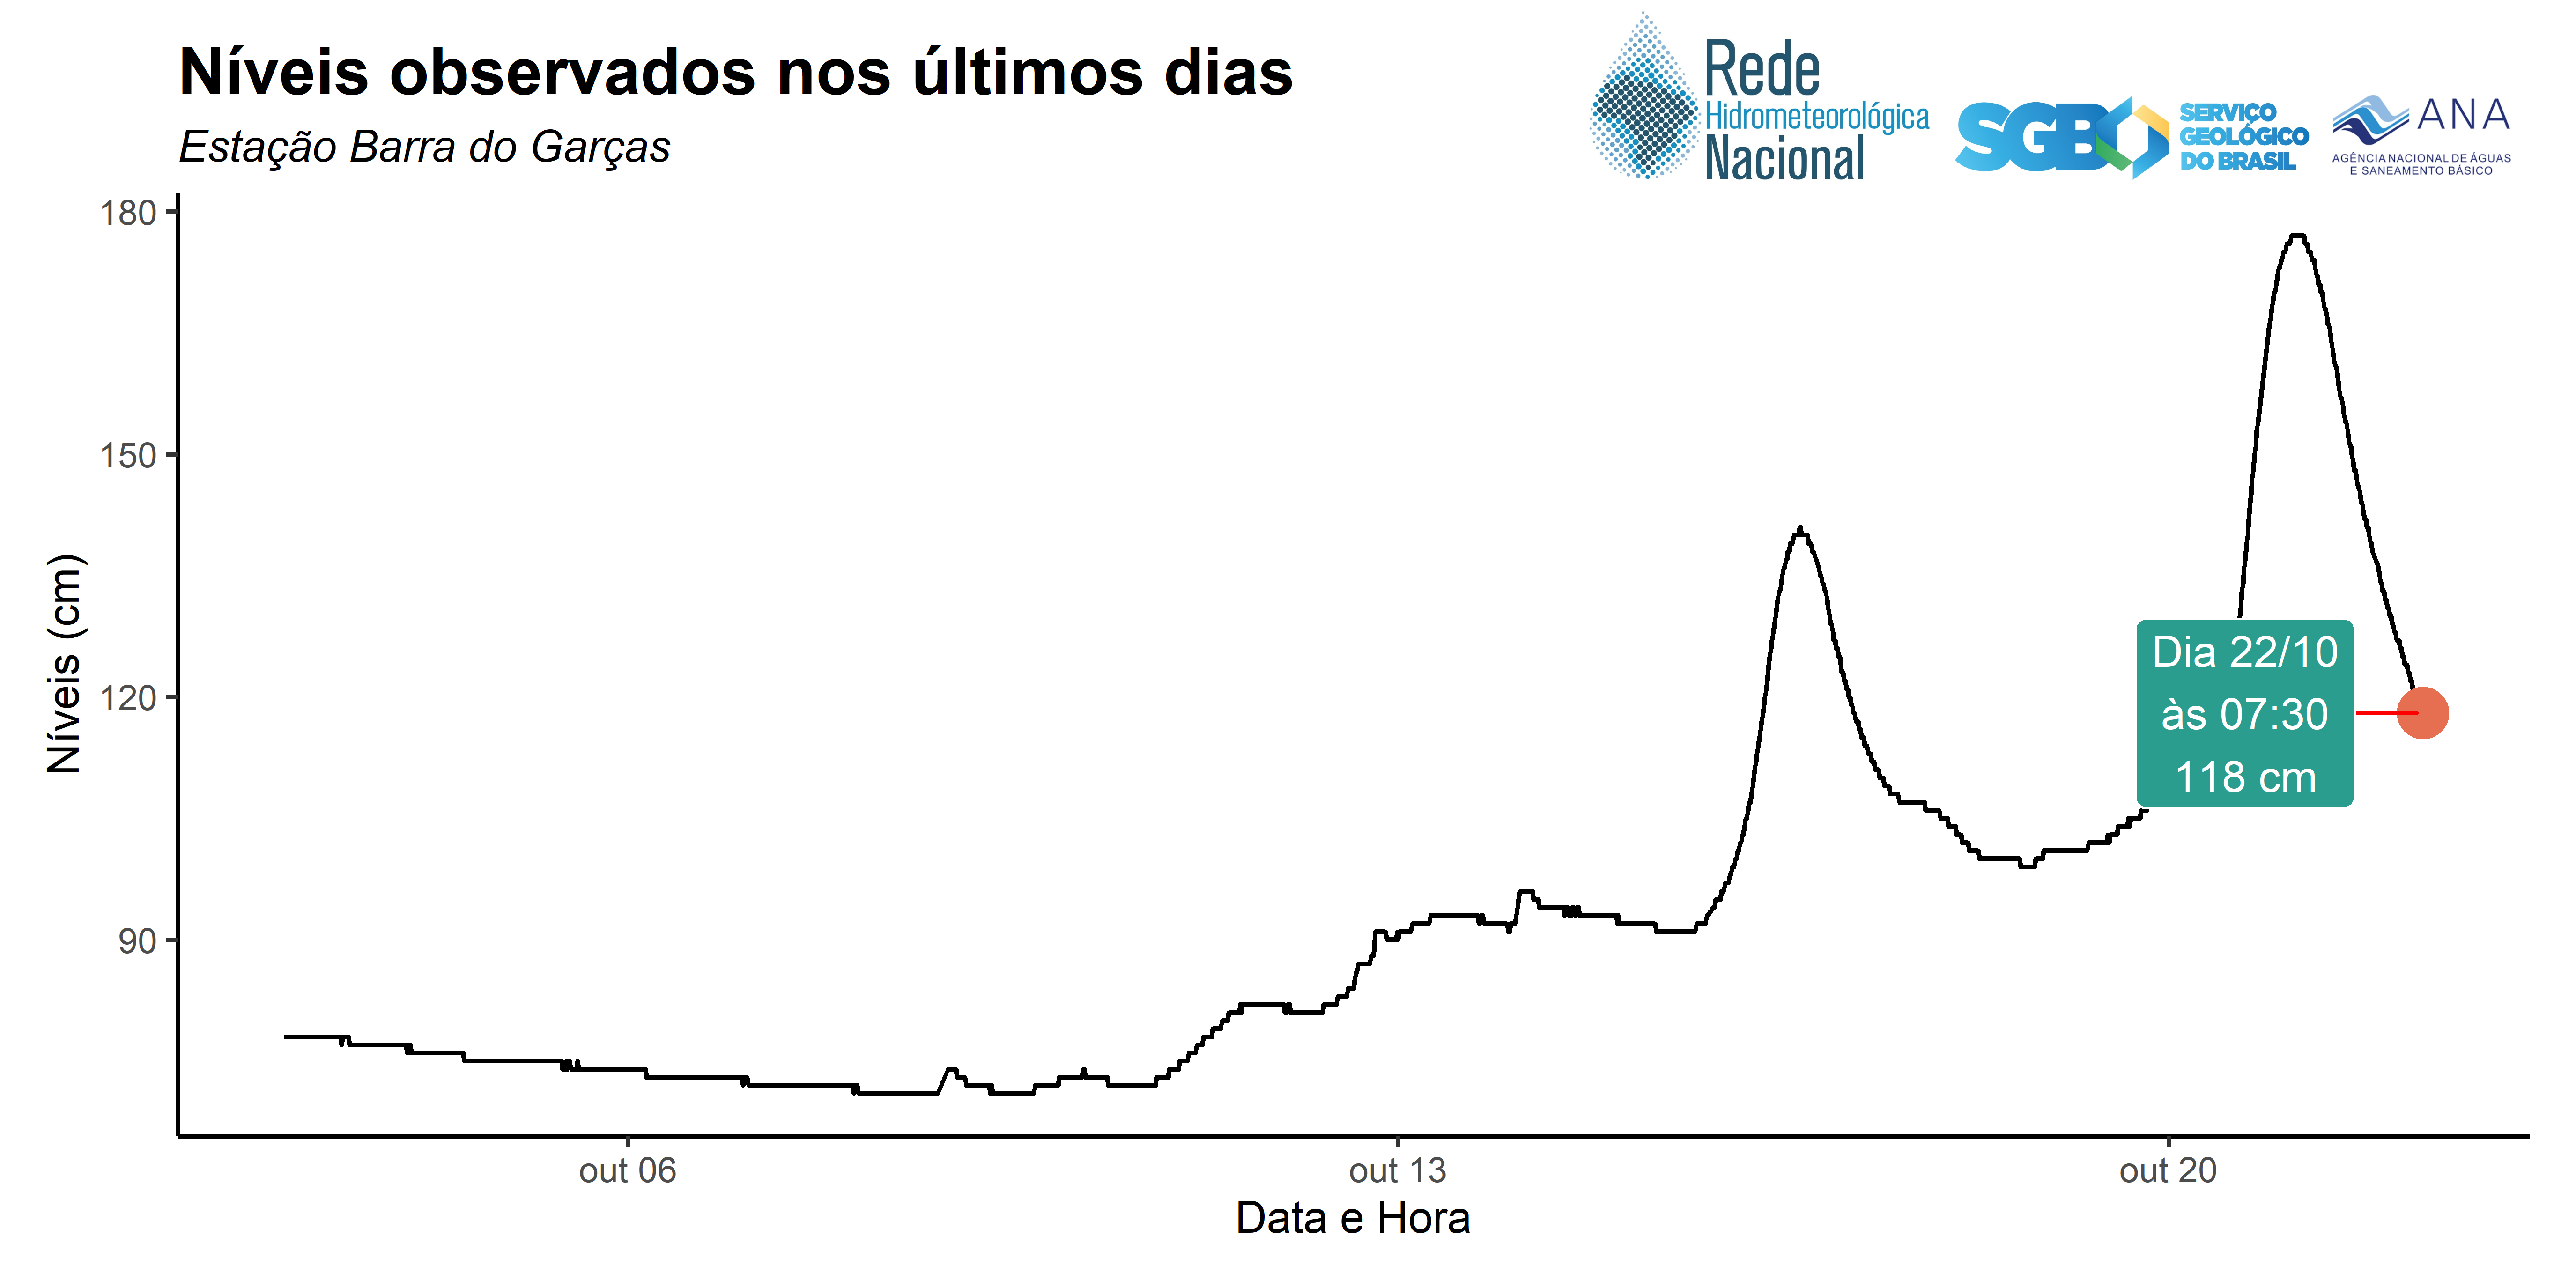 Níveis observados nos últimos dias
Estação Barra do Garças
Rede
Hidrometeorológica
Nacional
SGB
SERVIÇO
GEOLÓGICO
DO BRASIL
ANA
AGÊNCIA NACIONAL DE ÁGUAS
E SANEAMENTO BÁSICO
180
150
120
90
Níveis (cm)
Dia 22/10
às 07:30
118 cm
out 06
out 13
out 20
Data e Hora